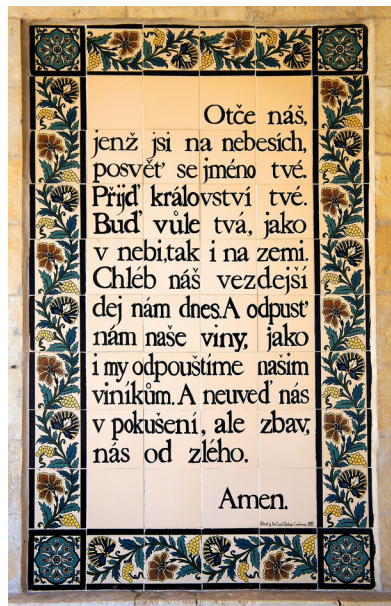 Otče náš,
jenž jsi na nebesích,
posvěť se jméno tvé.
Přijď království tvé.
Buď vůle tvá, jako
v nebi,tak i na zemi.
Chléb náš vezdejší
dej nám dnes.A odpusť
nám naše viny, jako
i my odpouštíme našim
viníkům. A neuveď nás
v pokušení, ale zbav,
nás od zlého.
Amen.